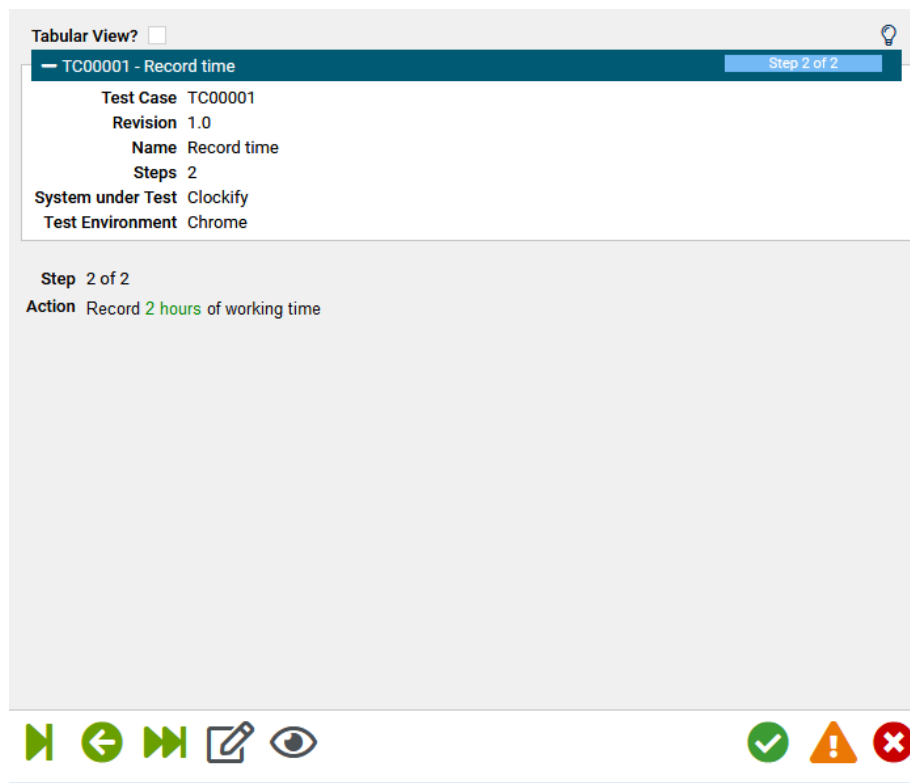 Tabular View?
TC00001 - Record time Step 2 of 2
Test Case TC00001
Revision 1.0
Name Record time
Steps 2
System under Test Clockify
Test Environment Chrome
Step 2 of 2
Action Record 2 hours of working time